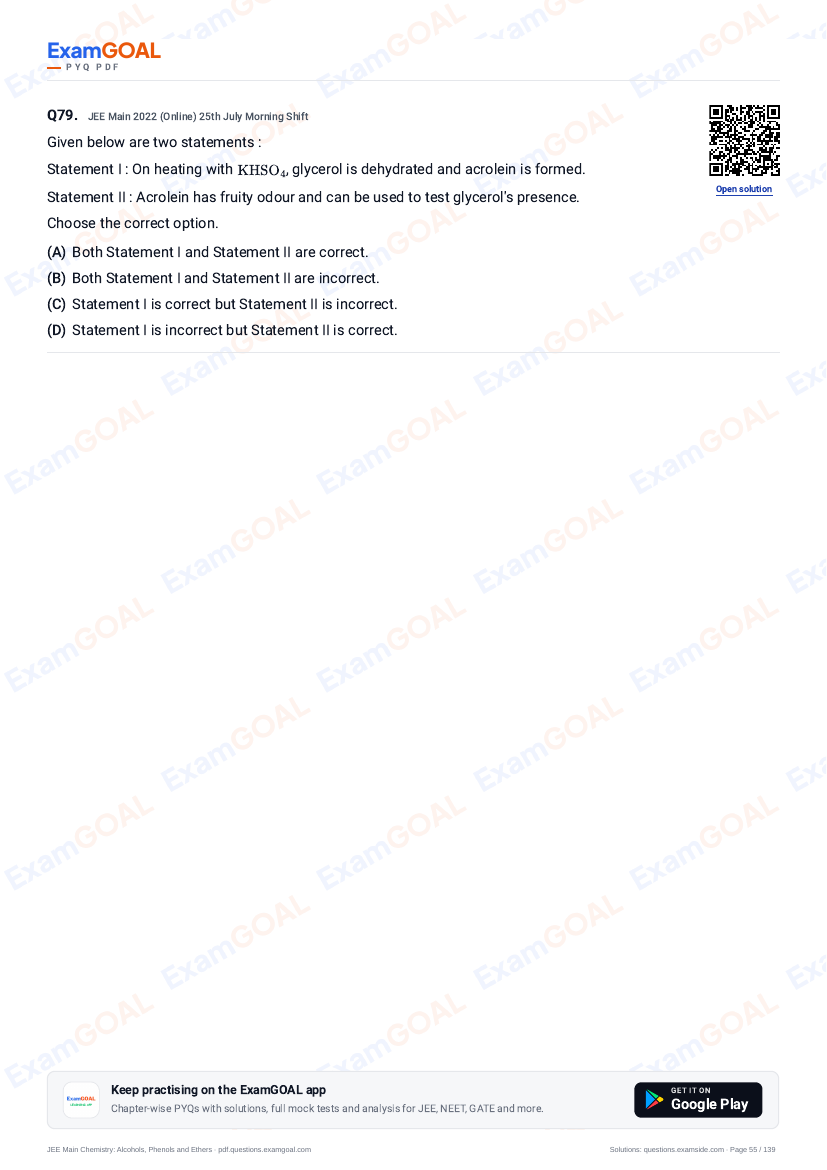 ExamGOAL
PYQ PDF
Q79. JEE Main 2022 (Online) 25th July Morning Shift
Given below are two statements :
Statement I : On heating with KHSO₄, glycerol is dehydrated and acrolein is formed.
Statement II : Acrolein has fruity odour and can be used to test glycerol's presence.
Choose the correct option.
(A) Both Statement I and Statement II are correct.
(B) Both Statement I and Statement II are incorrect.
(C) Statement I is correct but Statement II is incorrect.
(D) Statement I is incorrect but Statement II is correct.
Open solution
Keep practising on the ExamGOAL app
Chapter-wise PYQs with solutions, full mock tests and analysis for JEE, NEET, GATE and more.
GET IT ON
Google Play
JEE Main Chemistry: Alcohols, Phenols and Ethers · pdf.questions.examgoal.com
Solutions: questions.examside.com · Page 55 / 139